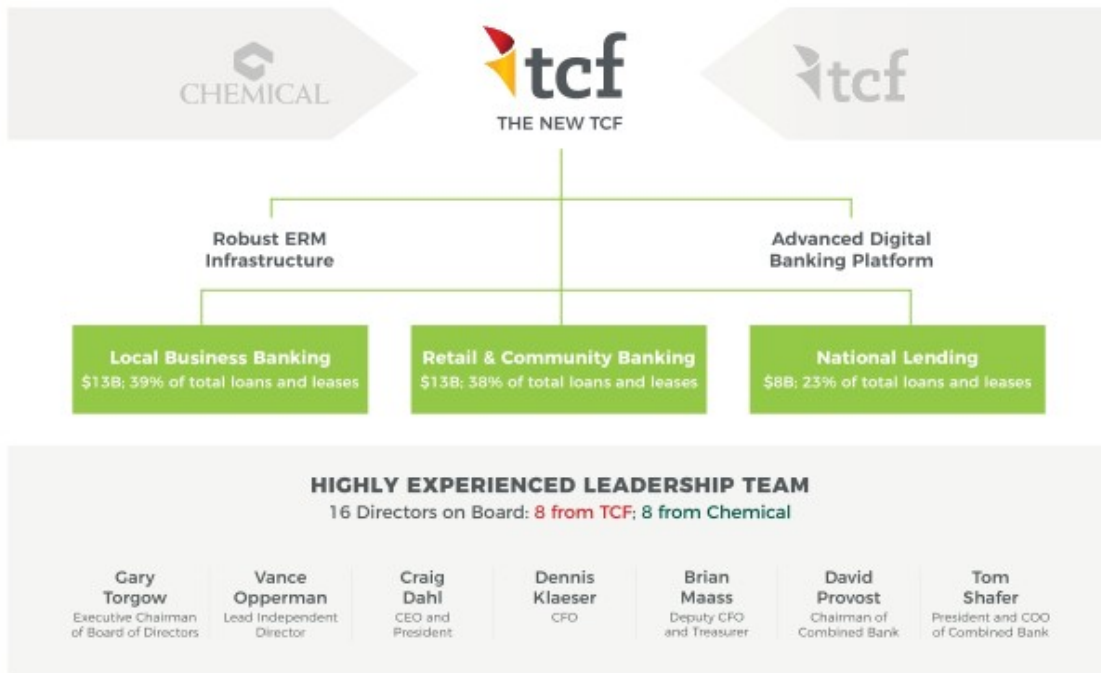 CHEMICAL
tcf
THE NEW TCF
tcf
Robust ERM
Infrastructure
Advanced Digital
Banking Platform
Local Business Banking
$13B; 39% of total loans and leases
Retail & Community Banking
$13B; 38% of total loans and leases
National Lending
$8B; 23% of total loans and leases
HIGHLY EXPERIENCED LEADERSHIP TEAM
16 Directors on Board: 8 from TCF; 8 from Chemical
Gary
Torgow
Executive Chairman
of Board of Directors
Vance
Opperman
Lead Independent
Director
Craig
Dahl
CEO and
President
Dennis
Klaeser
CFO
Brian
Maass
Deputy CFO
and Treasurer
David
Provost
Chairman of
Combined Bank
Tom
Shafer
President and COO
of Combined Bank